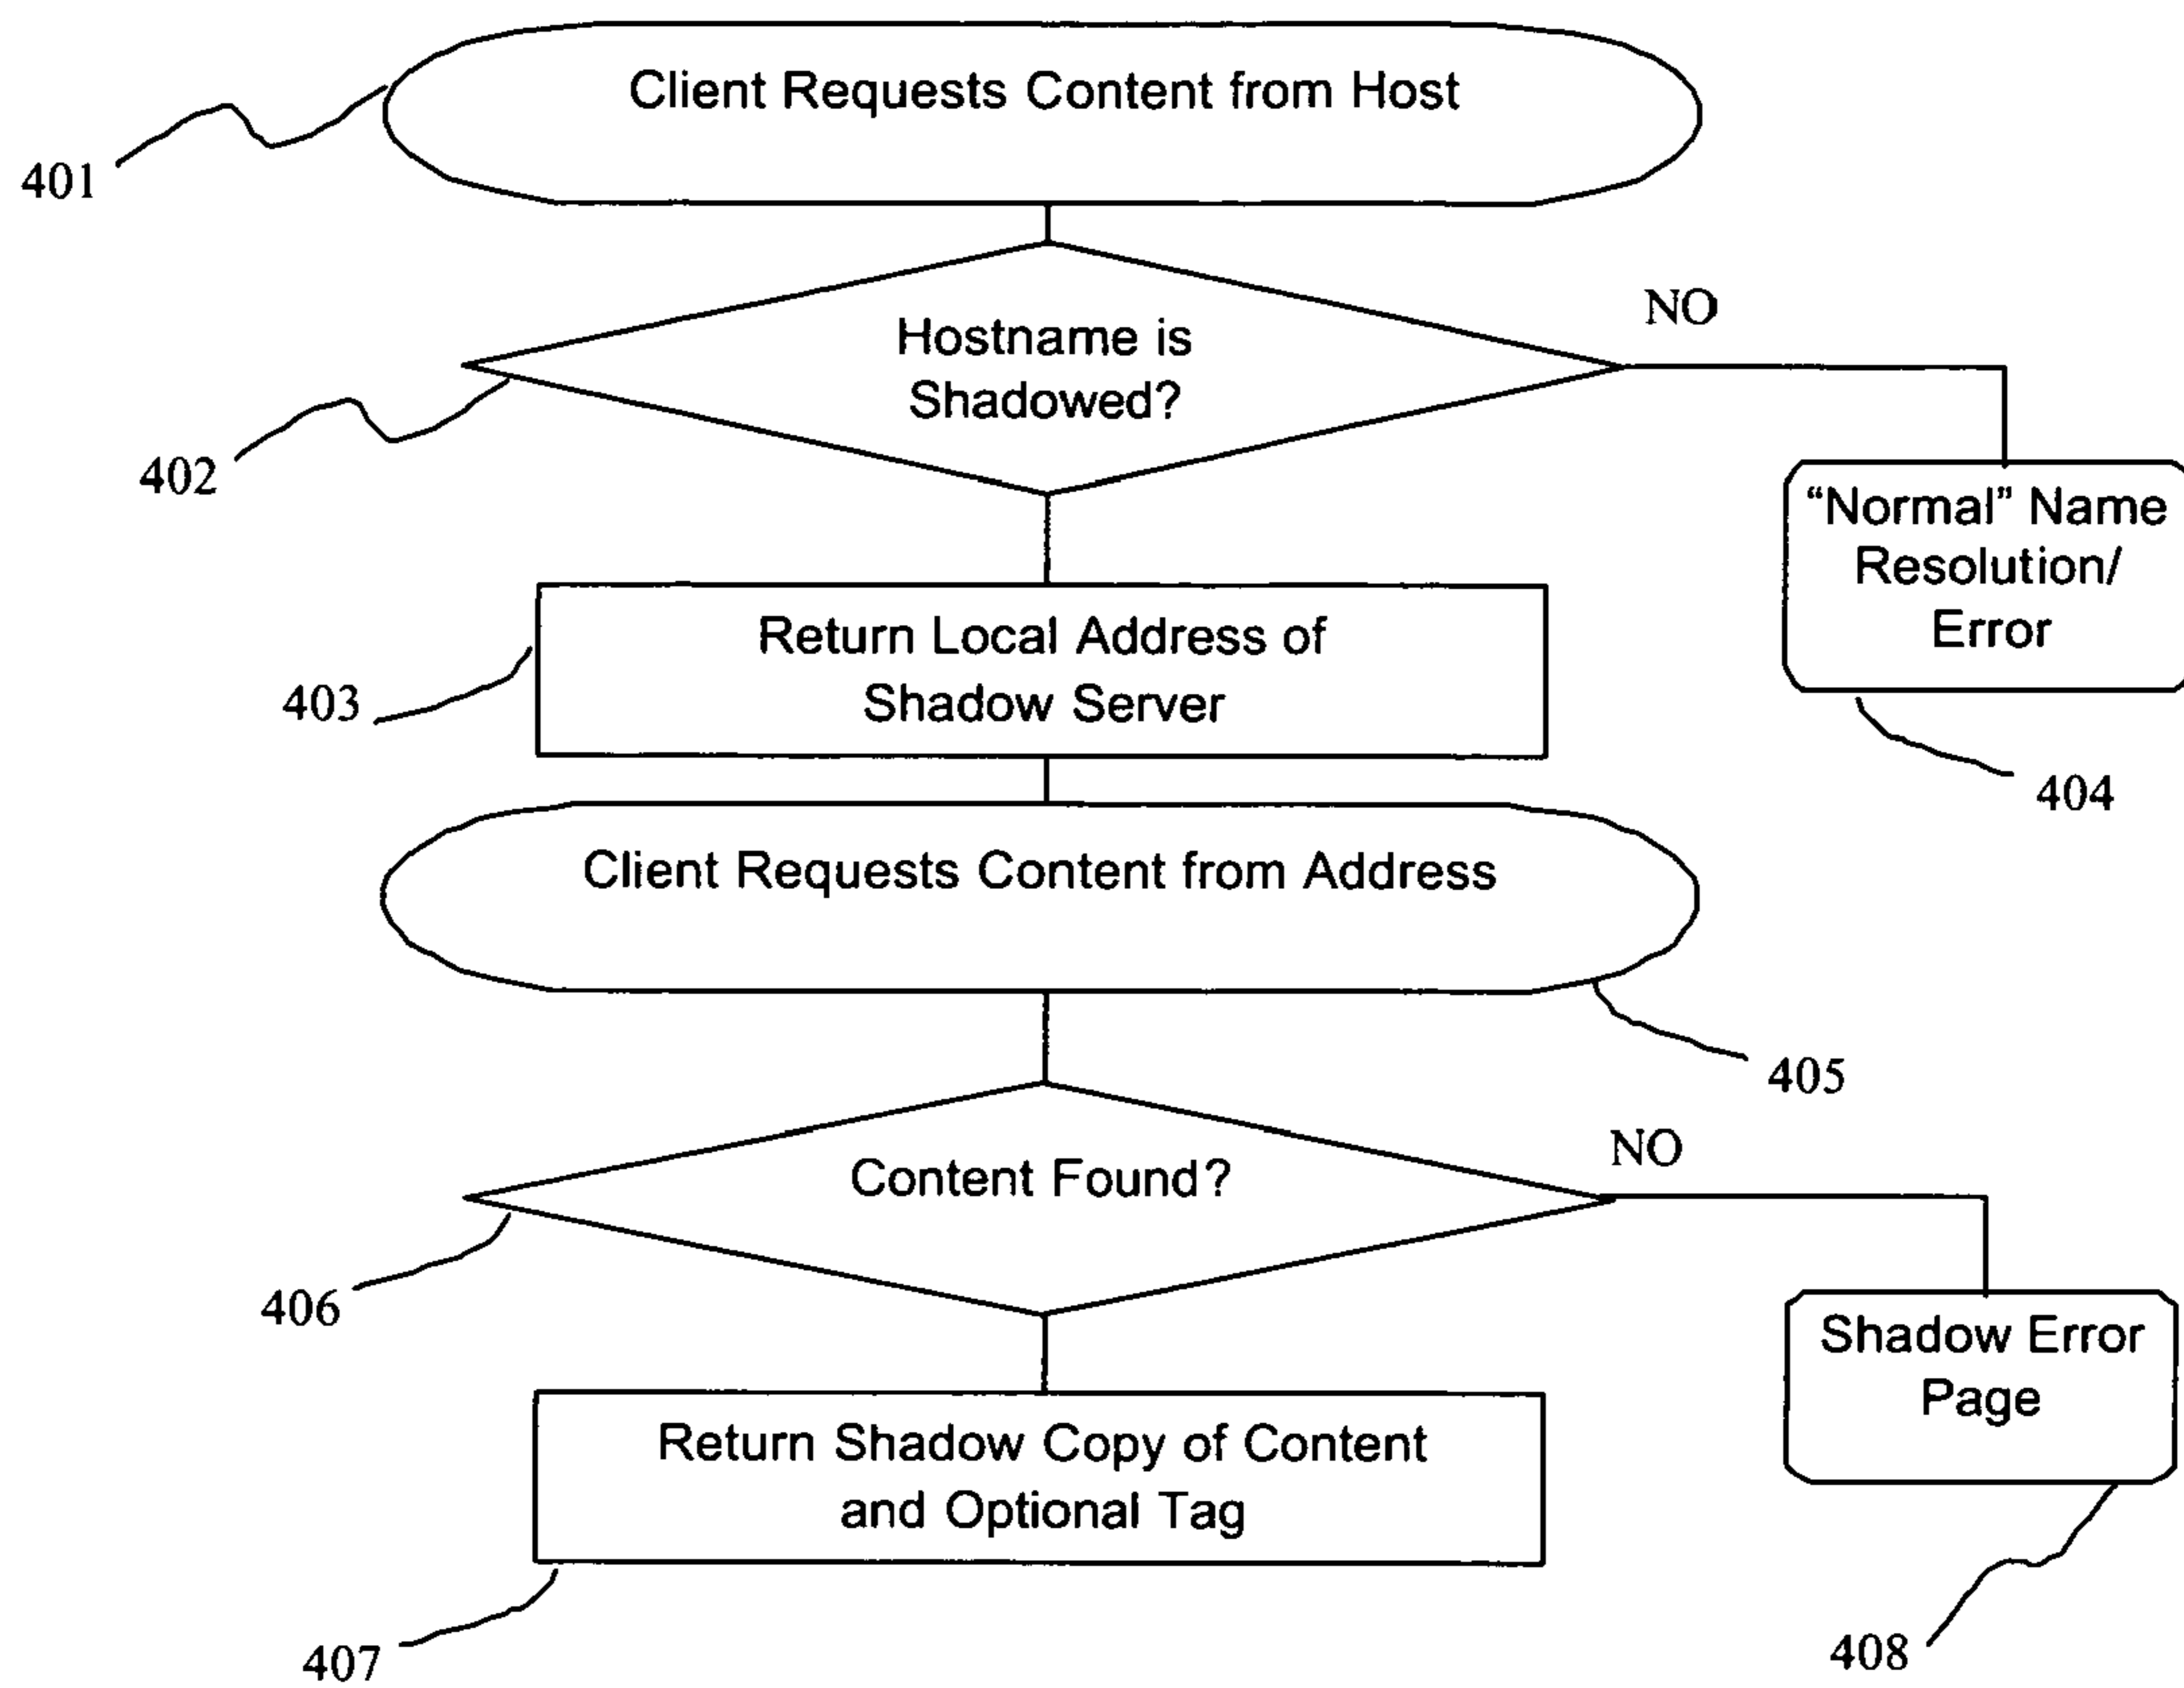 Client Requests Content from Host
401
Hostname is
Shadowed?
NO
402
"Normal" Name
Resolution/
Error
404
Return Local Address of
Shadow Server
403
Client Requests Content from Address
405
Content Found?
NO
406
Shadow Error
Page
408
Return Shadow Copy of Content
and Optional Tag
407